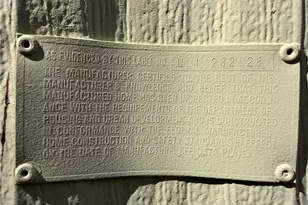 AS EVIDENCED BY THIS LABEL NO.
THE MANUFACTURER CERTIFIES TO THE BEST OF THE
MANUFACTURER'S KNOWLEDGE AND BELIEF THAT THIS
MANUFACTURED HOME HAS BEEN INSPECTED IN ACCORD-
ANCE WITH THE REQUIREMENTS OF THE DEPARTMENT OF
HOUSING AND URBAN DEVELOPMENT AND IS CONSTRUCTED
IN CONFORMANCE WITH THE FEDERAL MANUFACTURED
HOME CONSTRUCTION AND SAFETY STANDARDS IN EFFECT
ON THE DATE OF MANUFACTURE. SEE DATA PLATE.